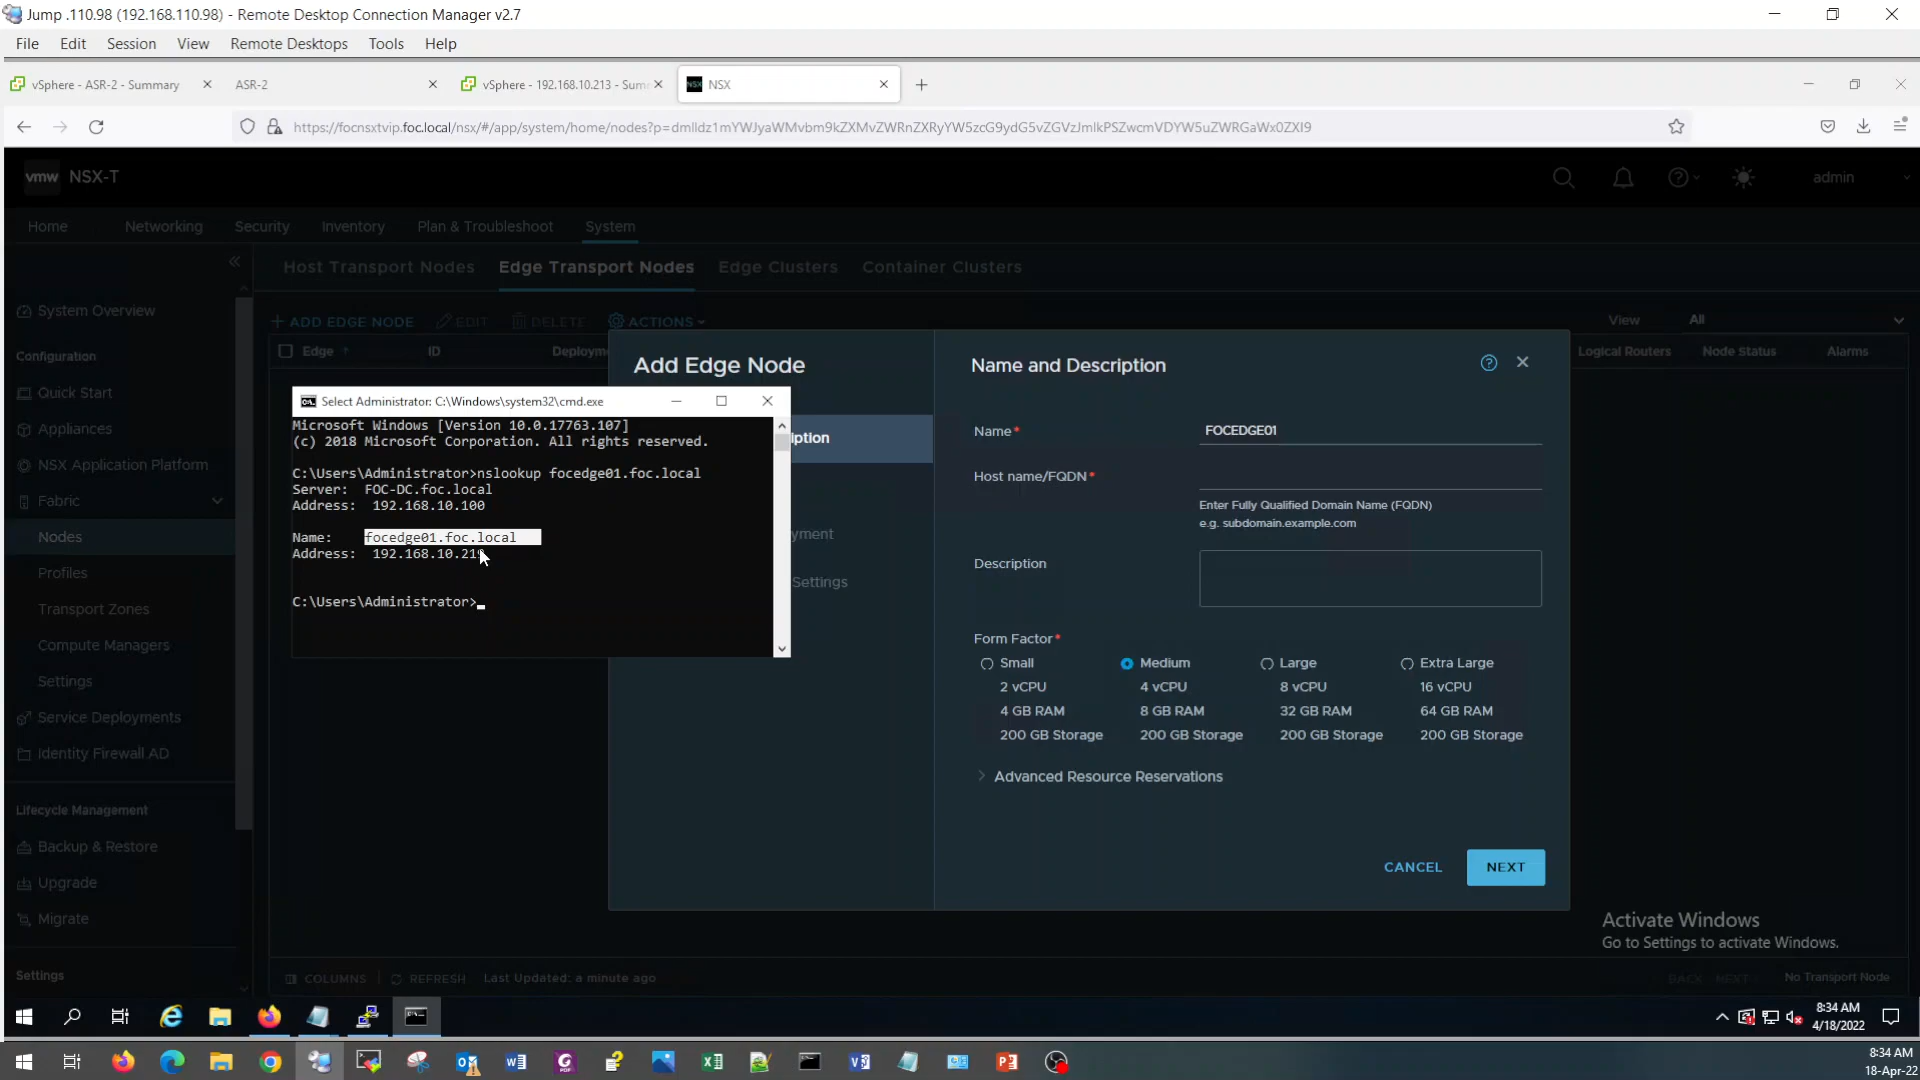 Jump .110.98 (192.168.110.98) - Remote Desktop Connection Manager v2.7
File Edit Session View Remote Desktops Tools Help
vSphere - ASR-2 - Summary
ASR-2
vSphere - 192.168.10.213 - Sum
NSX
https://focnsxtvip.foc.local/nsx/#/app/system/home/nodes?p=dmlldz1mYWJyaWMvbm9kZXMvZWRnZXRyYW5zcG9ydG5vZGVzJmlkPSZwcmVDYW5uZWRGaWx0ZXI9
vmw NSX-T
admin
Home Networking Security Inventory Plan & Troubleshoot System
Host Transport Nodes Edge Transport Nodes Edge Clusters Container Clusters
System Overview
Configuration
Quick Start
Appliances
NSX Application Platform
Fabric
Nodes
Profiles
Transport Zones
Compute Managers
Settings
Service Deployments
Identity Firewall AD
Lifecycle Management
Backup & Restore
Upgrade
Migrate
Settings
+ ADD EDGE NODE EDIT DELETE ACTIONS
View All
Edge ID Deployme
Logical Routers Node Status Alarms
Select Administrator: C:\Windows\system32\cmd.exe
Microsoft Windows [Version 10.0.17763.107]
(c) 2018 Microsoft Corporation. All rights reserved.
C:\Users\Administrator>nslookup focedge01.foc.local
Server: FOC-DC.foc.local
Address: 192.168.10.100
Name: focedge01.foc.local
Address: 192.168.10.219
C:\Users\Administrator>
Add Edge Node
iption
yment
Settings
Name and Description
Name* FOCEDGE01
Host name/FQDN*
Enter Fully Qualified Domain Name (FQDN)
e.g. subdomain.example.com
Description
Form Factor*
Small Medium Large Extra Large
2 vCPU 4 vCPU 8 vCPU 16 vCPU
4 GB RAM 8 GB RAM 32 GB RAM 64 GB RAM
200 GB Storage 200 GB Storage 200 GB Storage 200 GB Storage
Advanced Resource Reservations
CANCEL NEXT
Activate Windows
Go to Settings to activate Windows.
COLUMNS REFRESH Last Updated: a minute ago
BACK NEXT No Transport Node
8:34 AM
4/18/2022
8:34 AM
18-Apr-22